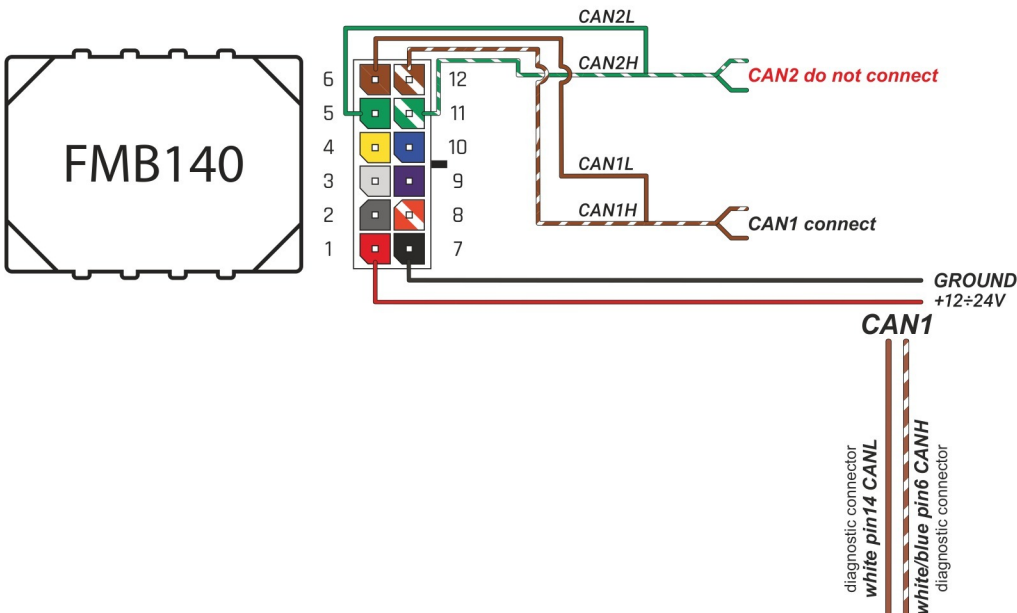 CAN2L
CAN2H
CAN2 do not connect
FMB140
6 12
5 11
4 10
3 9
2 8
1 7
CAN1L
CAN1H
CAN1 connect
GROUND
+12÷24V
CAN1
diagnostic connector
white pin14 CANL
white/blue pin6 CANH
diagnostic connector